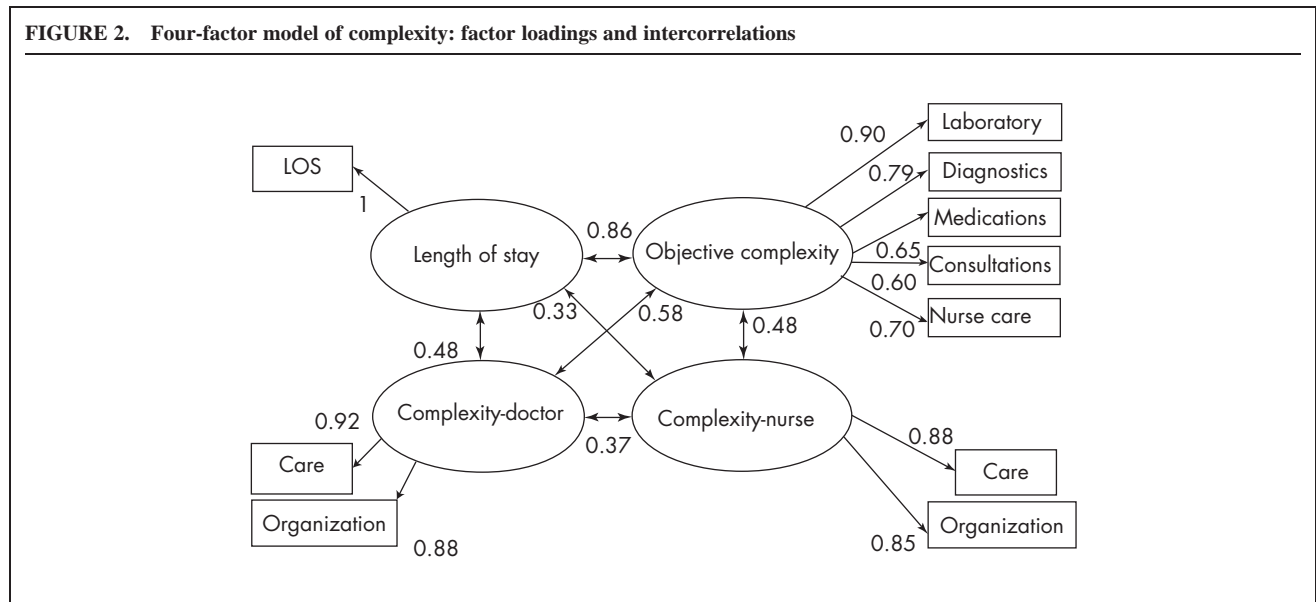 FIGURE 2. Four-factor model of complexity: factor loadings and intercorrelations
LOS
1
Length of stay
0.86
Objective complexity
0.90
Laboratory
0.79
Diagnostics
Medications
0.65
Consultations
0.60
Nurse care
0.70
0.33
0.58
0.48
0.48
Complexity-doctor
0.37
Complexity-nurse
0.92
Care
Organization
0.88
0.88
Care
Organization
0.85